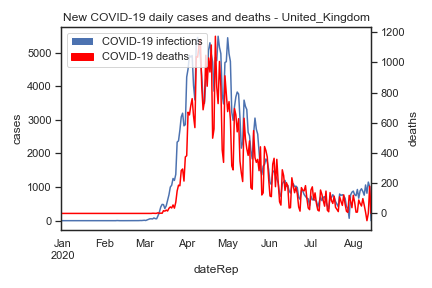 New COVID-19 daily cases and deaths - United_Kingdom
COVID-19 infections
COVID-19 deaths
5000
4000
3000
2000
1000
0
cases
1200
1000
800
600
400
200
0
deaths
Jan Feb Mar Apr May Jun Jul Aug
2020
dateRep